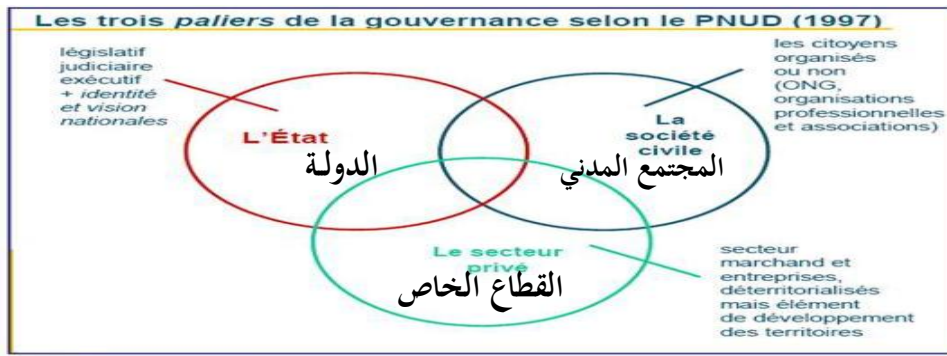 Les trois paliers de la gouvernance selon le PNUD (1997)
législatif
judiciaire
exécutif
+ identité
et vision
nationales
L'État
الدولة
les citoyens
organisés
ou non
(ONG,
organisations
professionnelles
et associations)
La
société
civile
المجتمع المدني
Le secteur
privé
القطاع الخاص
secteur
marchand et
entreprises,
déterritorialisés
mais élément
de développement
des territoires